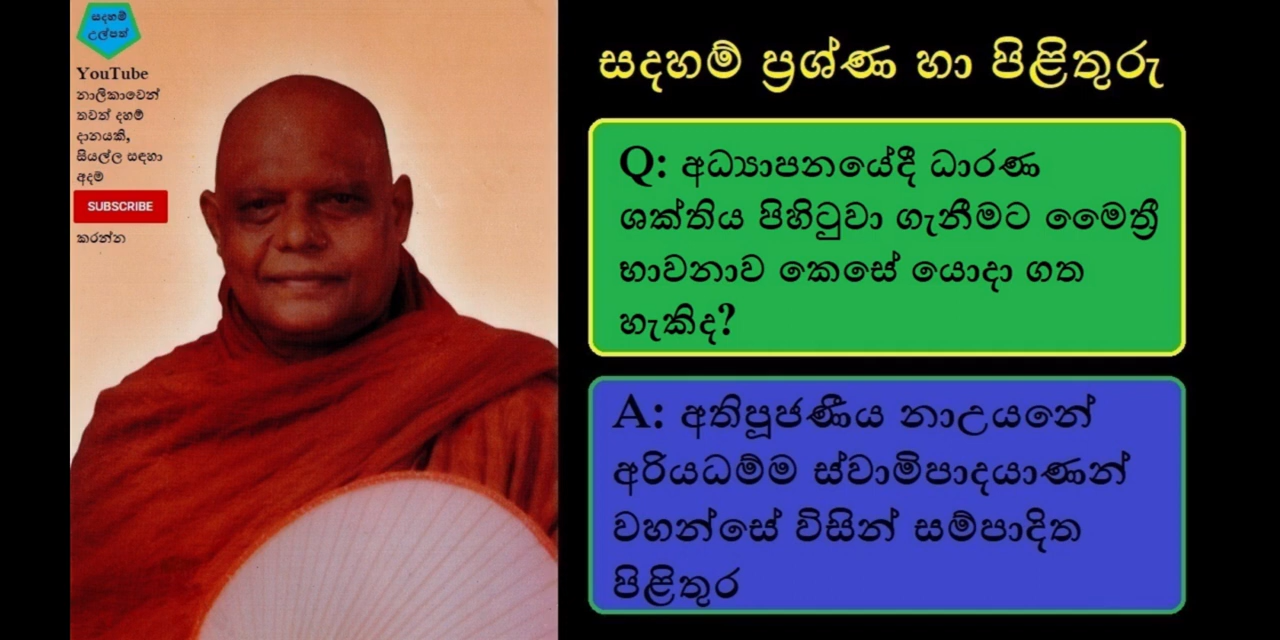 සදහම්
උල්පත්
YouTube
නාලිකාවෙන්
තවත් දහම්
දානයකි,
සියල්ල සඳහා
අදම
SUBSCRIBE
කරන්න
සදහම් ප්‍රශ්ණ හා පිළිතුරු
Q: අධ්‍යාපනයේදී ධාරණ
ශක්තිය පිහිටුවා ගැනීමට මෛත්‍රී
භාවනාව කෙසේ යොදා ගත
හැකිද?
A: අතිපූජණීය නාඋයනේ
අරියධම්ම ස්වාමිපාදයාණන්
වහන්සේ විසින් සම්පාදිත
පිළිතුර